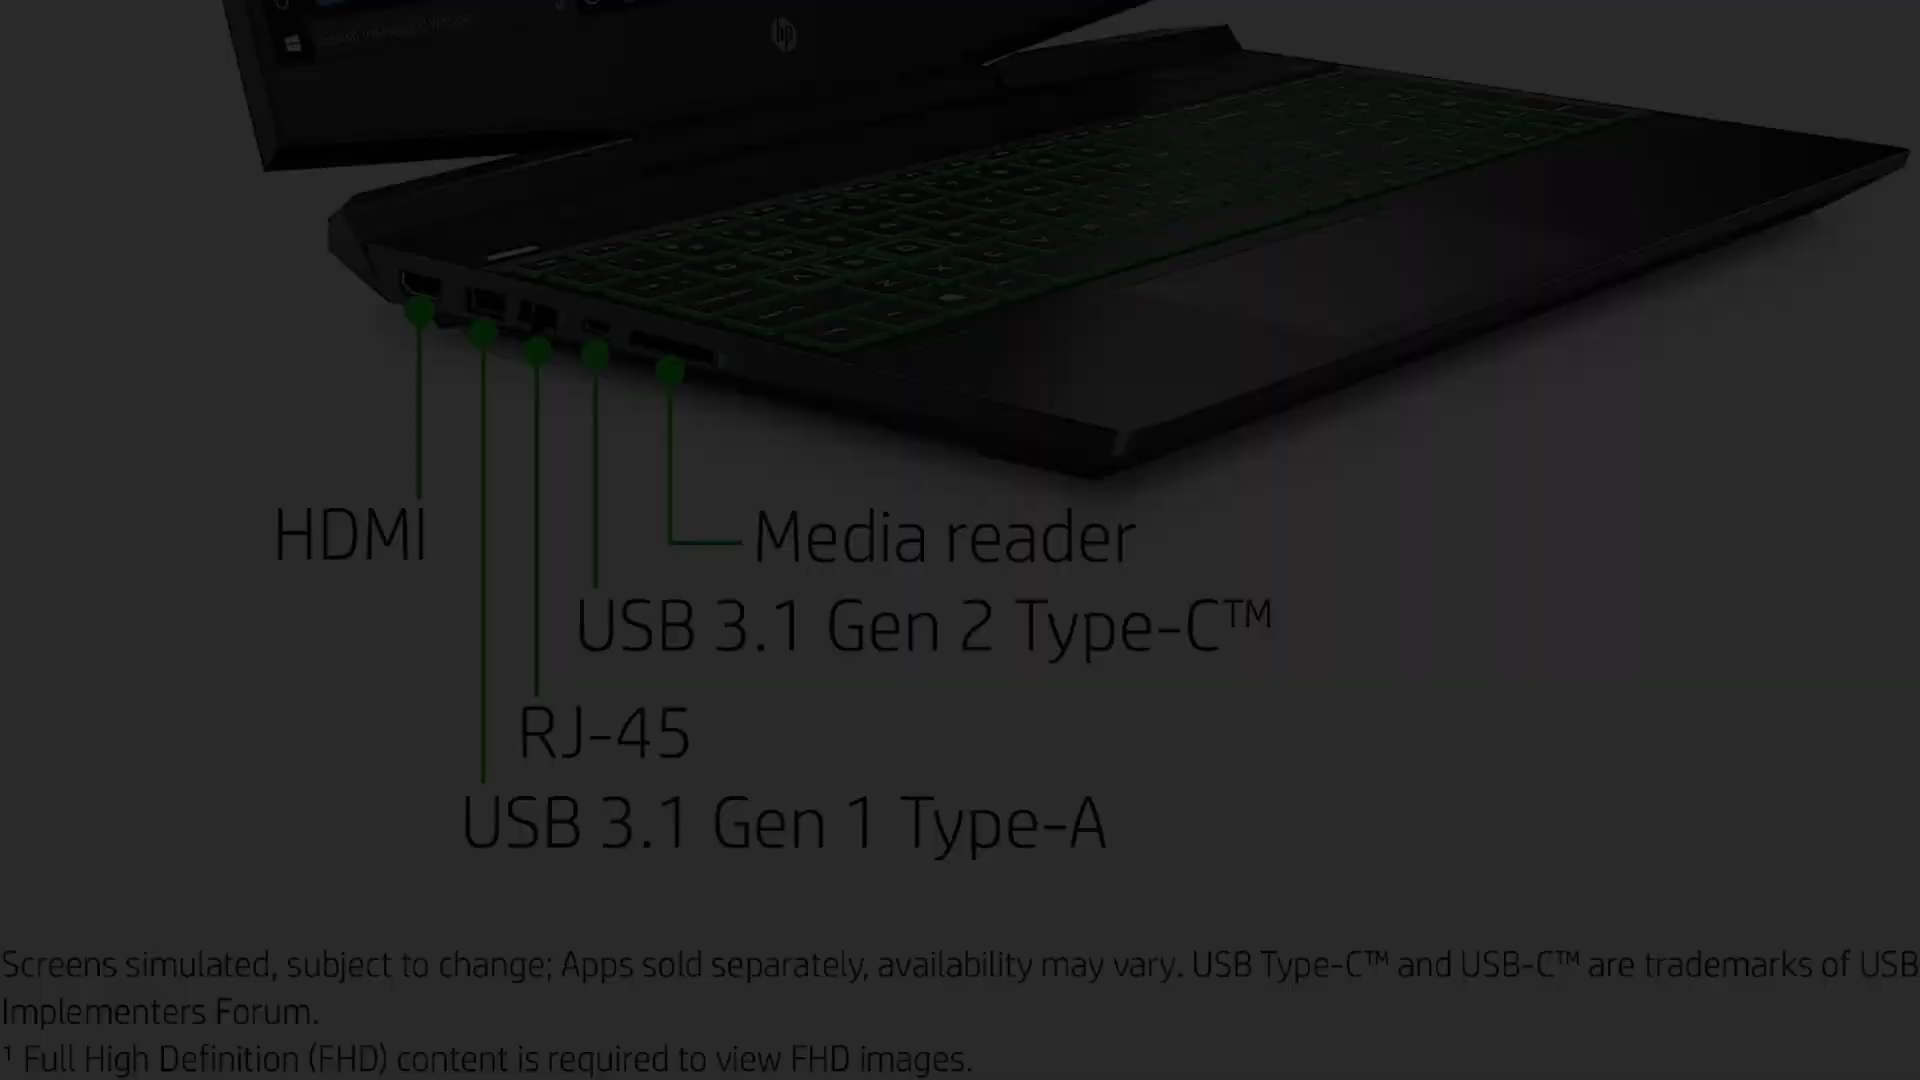 hp
HDMI
Media reader
USB 3.1 Gen 2 Type-C™
RJ-45
USB 3.1 Gen 1 Type-A
Screens simulated, subject to change; Apps sold separately, availability may vary. USB Type-C™ and USB-C™ are trademarks of USB
Implementers Forum.
¹ Full High Definition (FHD) content is required to view FHD images.